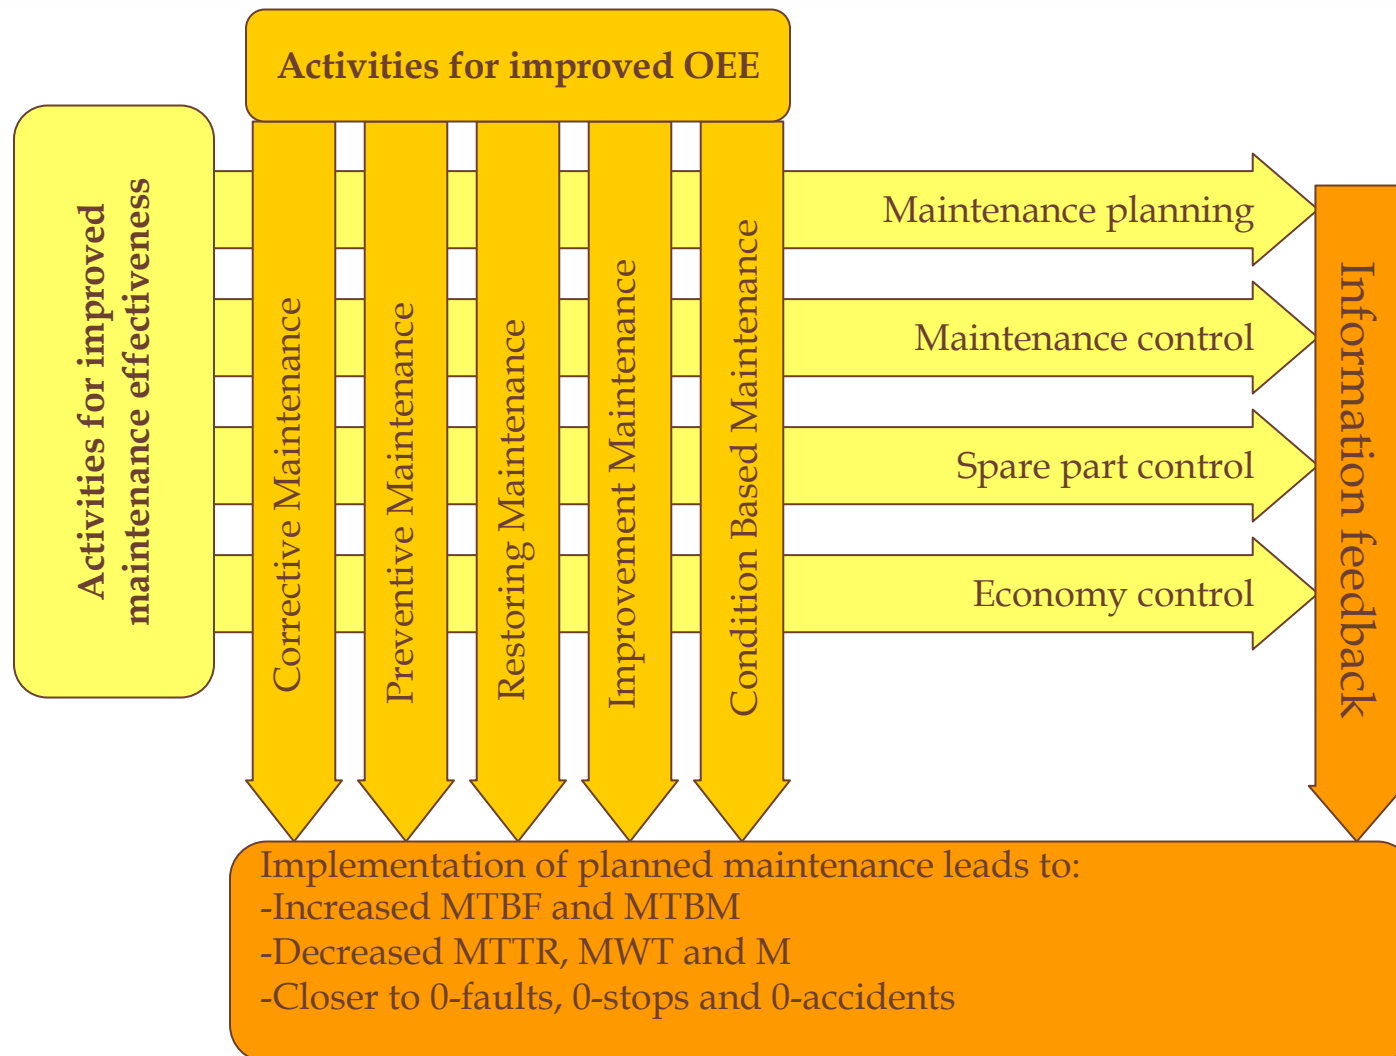 Activities for improved OEE
Activities for improved
maintenance effectiveness
Corrective Maintenance
Preventive Maintenance
Restoring Maintenance
Improvement Maintenance
Condition Based Maintenance
Maintenance planning
Maintenance control
Spare part control
Economy control
Information feedback
Implementation of planned maintenance leads to:
-Increased MTBF and MTBM
-Decreased MTTR, MWT and M
-Closer to 0-faults, 0-stops and 0-accidents